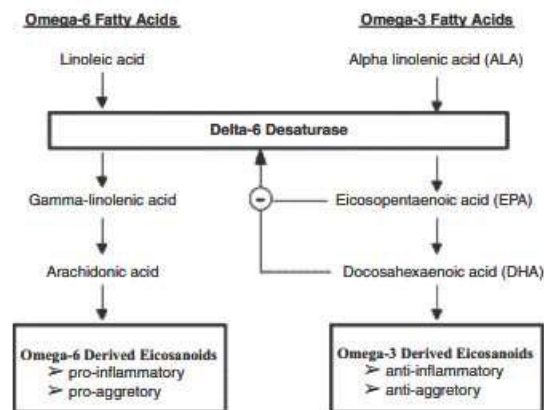 Omega-6 Fatty Acids
Omega-3 Fatty Acids
Linoleic acid
Alpha linolenic acid (ALA)
Delta-6 Desaturase
Gamma-linolenic acid
Eicosopentaenoic acid (EPA)
Arachidonic acid
Docosahexaenoic acid (DHA)
Omega-6 Derived Eicosanoids
➢ pro-inflammatory
➢ pro-aggretory
Omega-3 Derived Eicosanoids
➢ anti-inflammatory
➢ anti-aggretory